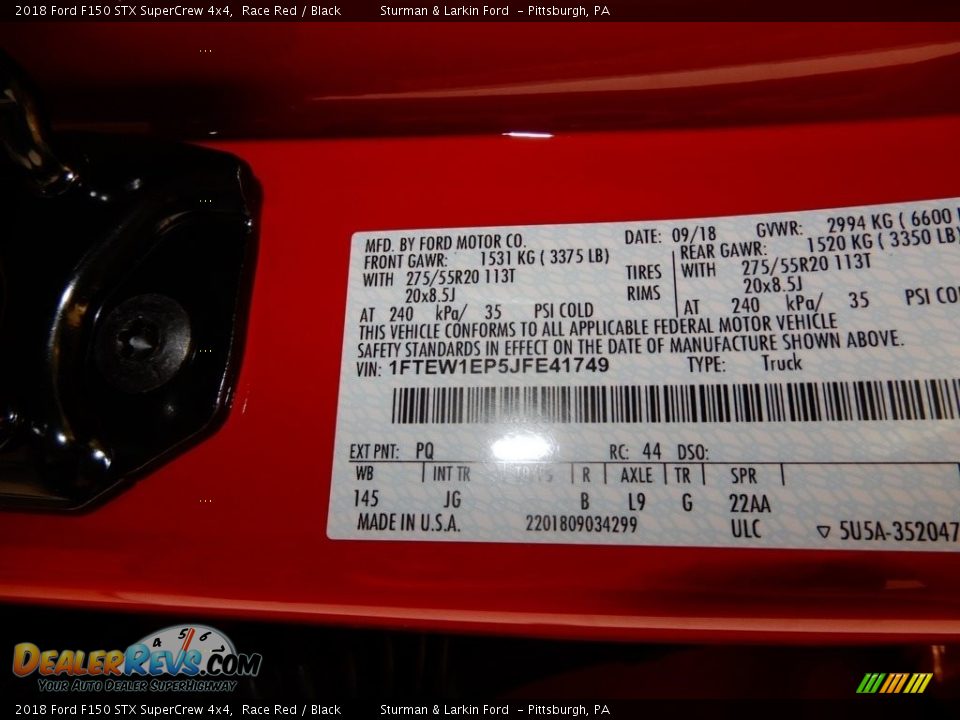 2018 Ford F150 STX SuperCrew 4x4, Race Red / Black Sturman & Larkin Ford - Pittsburgh, PA
MFD. BY FORD MOTOR CO. DATE: 09/18 GVWR: 2994 KG ( 6600
FRONT GAWR: 1531 KG ( 3375 LB) REAR GAWR: 1520 KG ( 3350 LB)
WITH 275/55R20 113T TIRES WITH 275/55R20 113T
20x8.5J RIMS 20x8.5J
AT 240 kPa/ 35 PSI COLD AT 240 kPa/ 35 PSI
THIS VEHICLE CONFORMS TO ALL APPLICABLE FEDERAL MOTOR VEHICLE
SAFETY STANDARDS IN EFFECT ON THE DATE OF MANUFACTURE SHOWN ABOVE.
VIN: 1FTEW1EP5JFE41749 TYPE: Truck
EXT PNT: PQ RC: 44 DSO:
WB INT TR R AXLE TR SPR
145 JG B L9 G 22AA
MADE IN U.S.A. 2201809034299 ULC ▽ 5U5A-352047
4 5 6
DEALERREVS.COM
Your Auto Dealer SuperHighway
2018 Ford F150 STX SuperCrew 4x4, Race Red / Black Sturman & Larkin Ford - Pittsburgh, PA